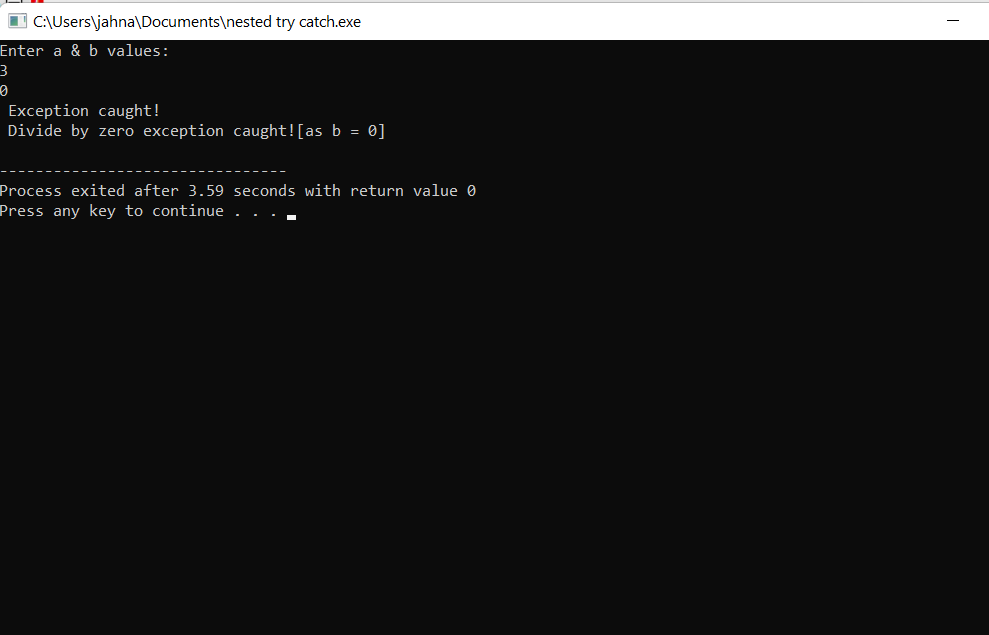 C:\Users\jahna\Documents\nested try catch.exe
Enter a & b values:
3
0
 Exception caught!
 Divide by zero exception caught![as b = 0]
--------------------------------
Process exited after 3.59 seconds with return value 0
Press any key to continue . . .